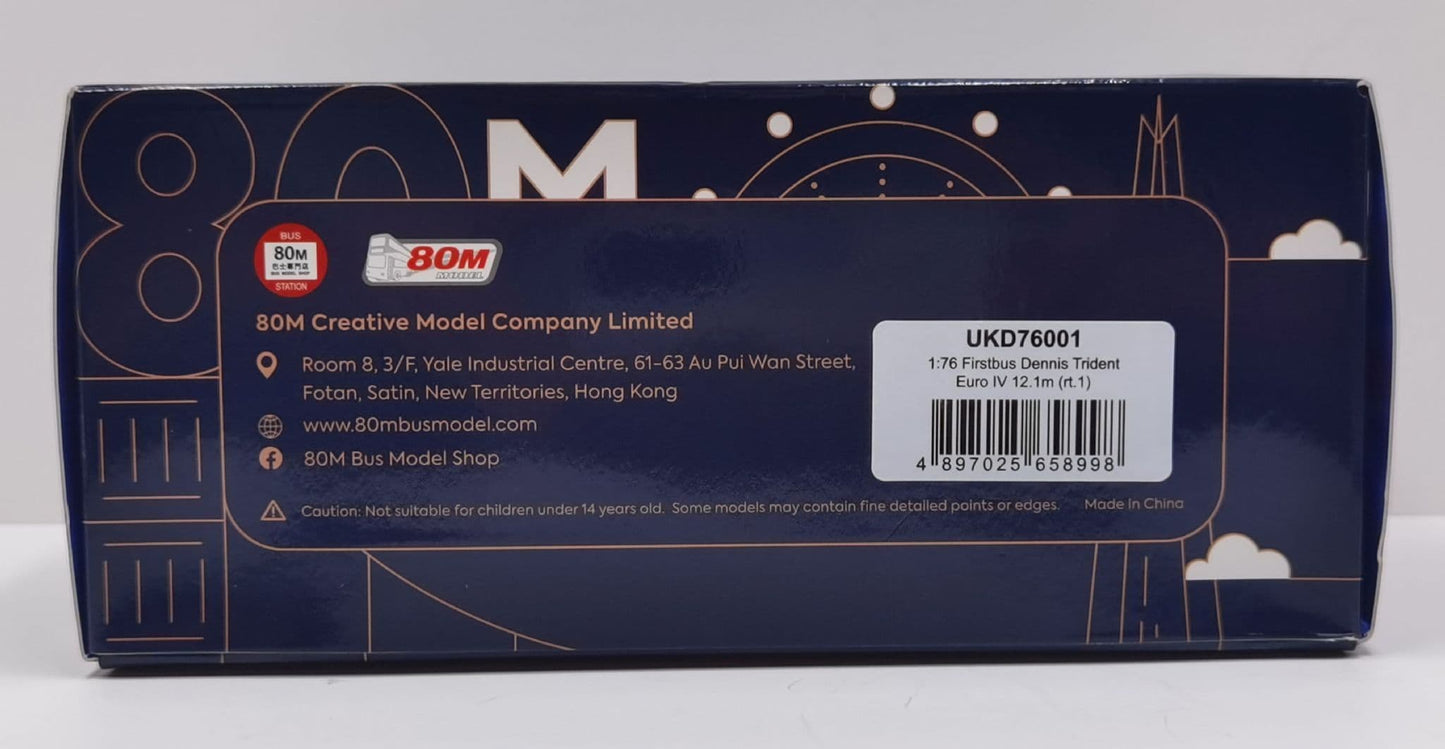 80M
BUS
80M
巴士專門店
BUS MODEL SHOP
STATION
80M
MODEL
80M Creative Model Company Limited
Room 8, 3/F, Yale Industrial Centre, 61-63 Au Pui Wan Street,
Fotan, Satin, New Territories, Hong Kong
www.80mbusmodel.com
80M Bus Model Shop
Caution: Not suitable for children under 14 years old. Some models may contain fine detailed points or edges. Made In China
UKD76001
1:76 Firstbus Dennis Trident
Euro IV 12.1m (rt.1)
4 897025 658998